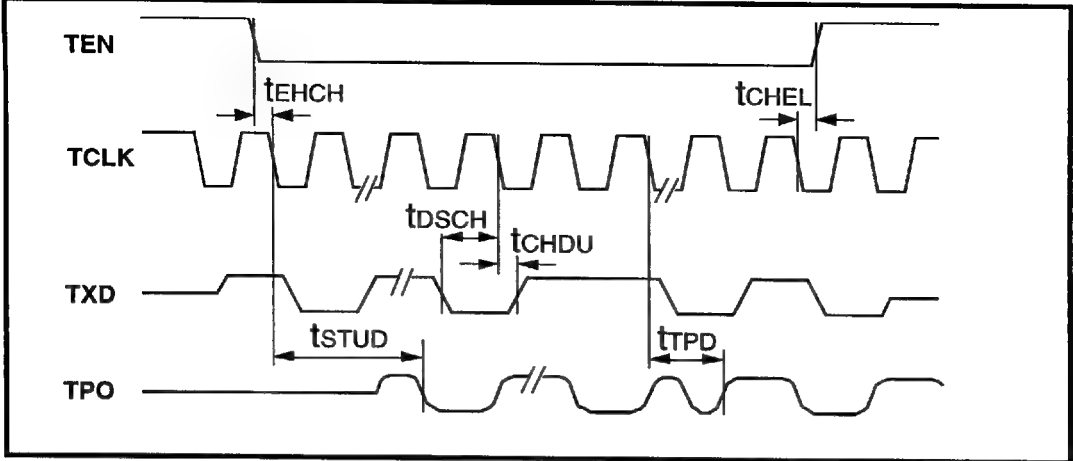 TEN
tEHCH
tCHEL
TCLK
tDSCH
tCHDU
TXD
tSTUD
tTPD
TPO